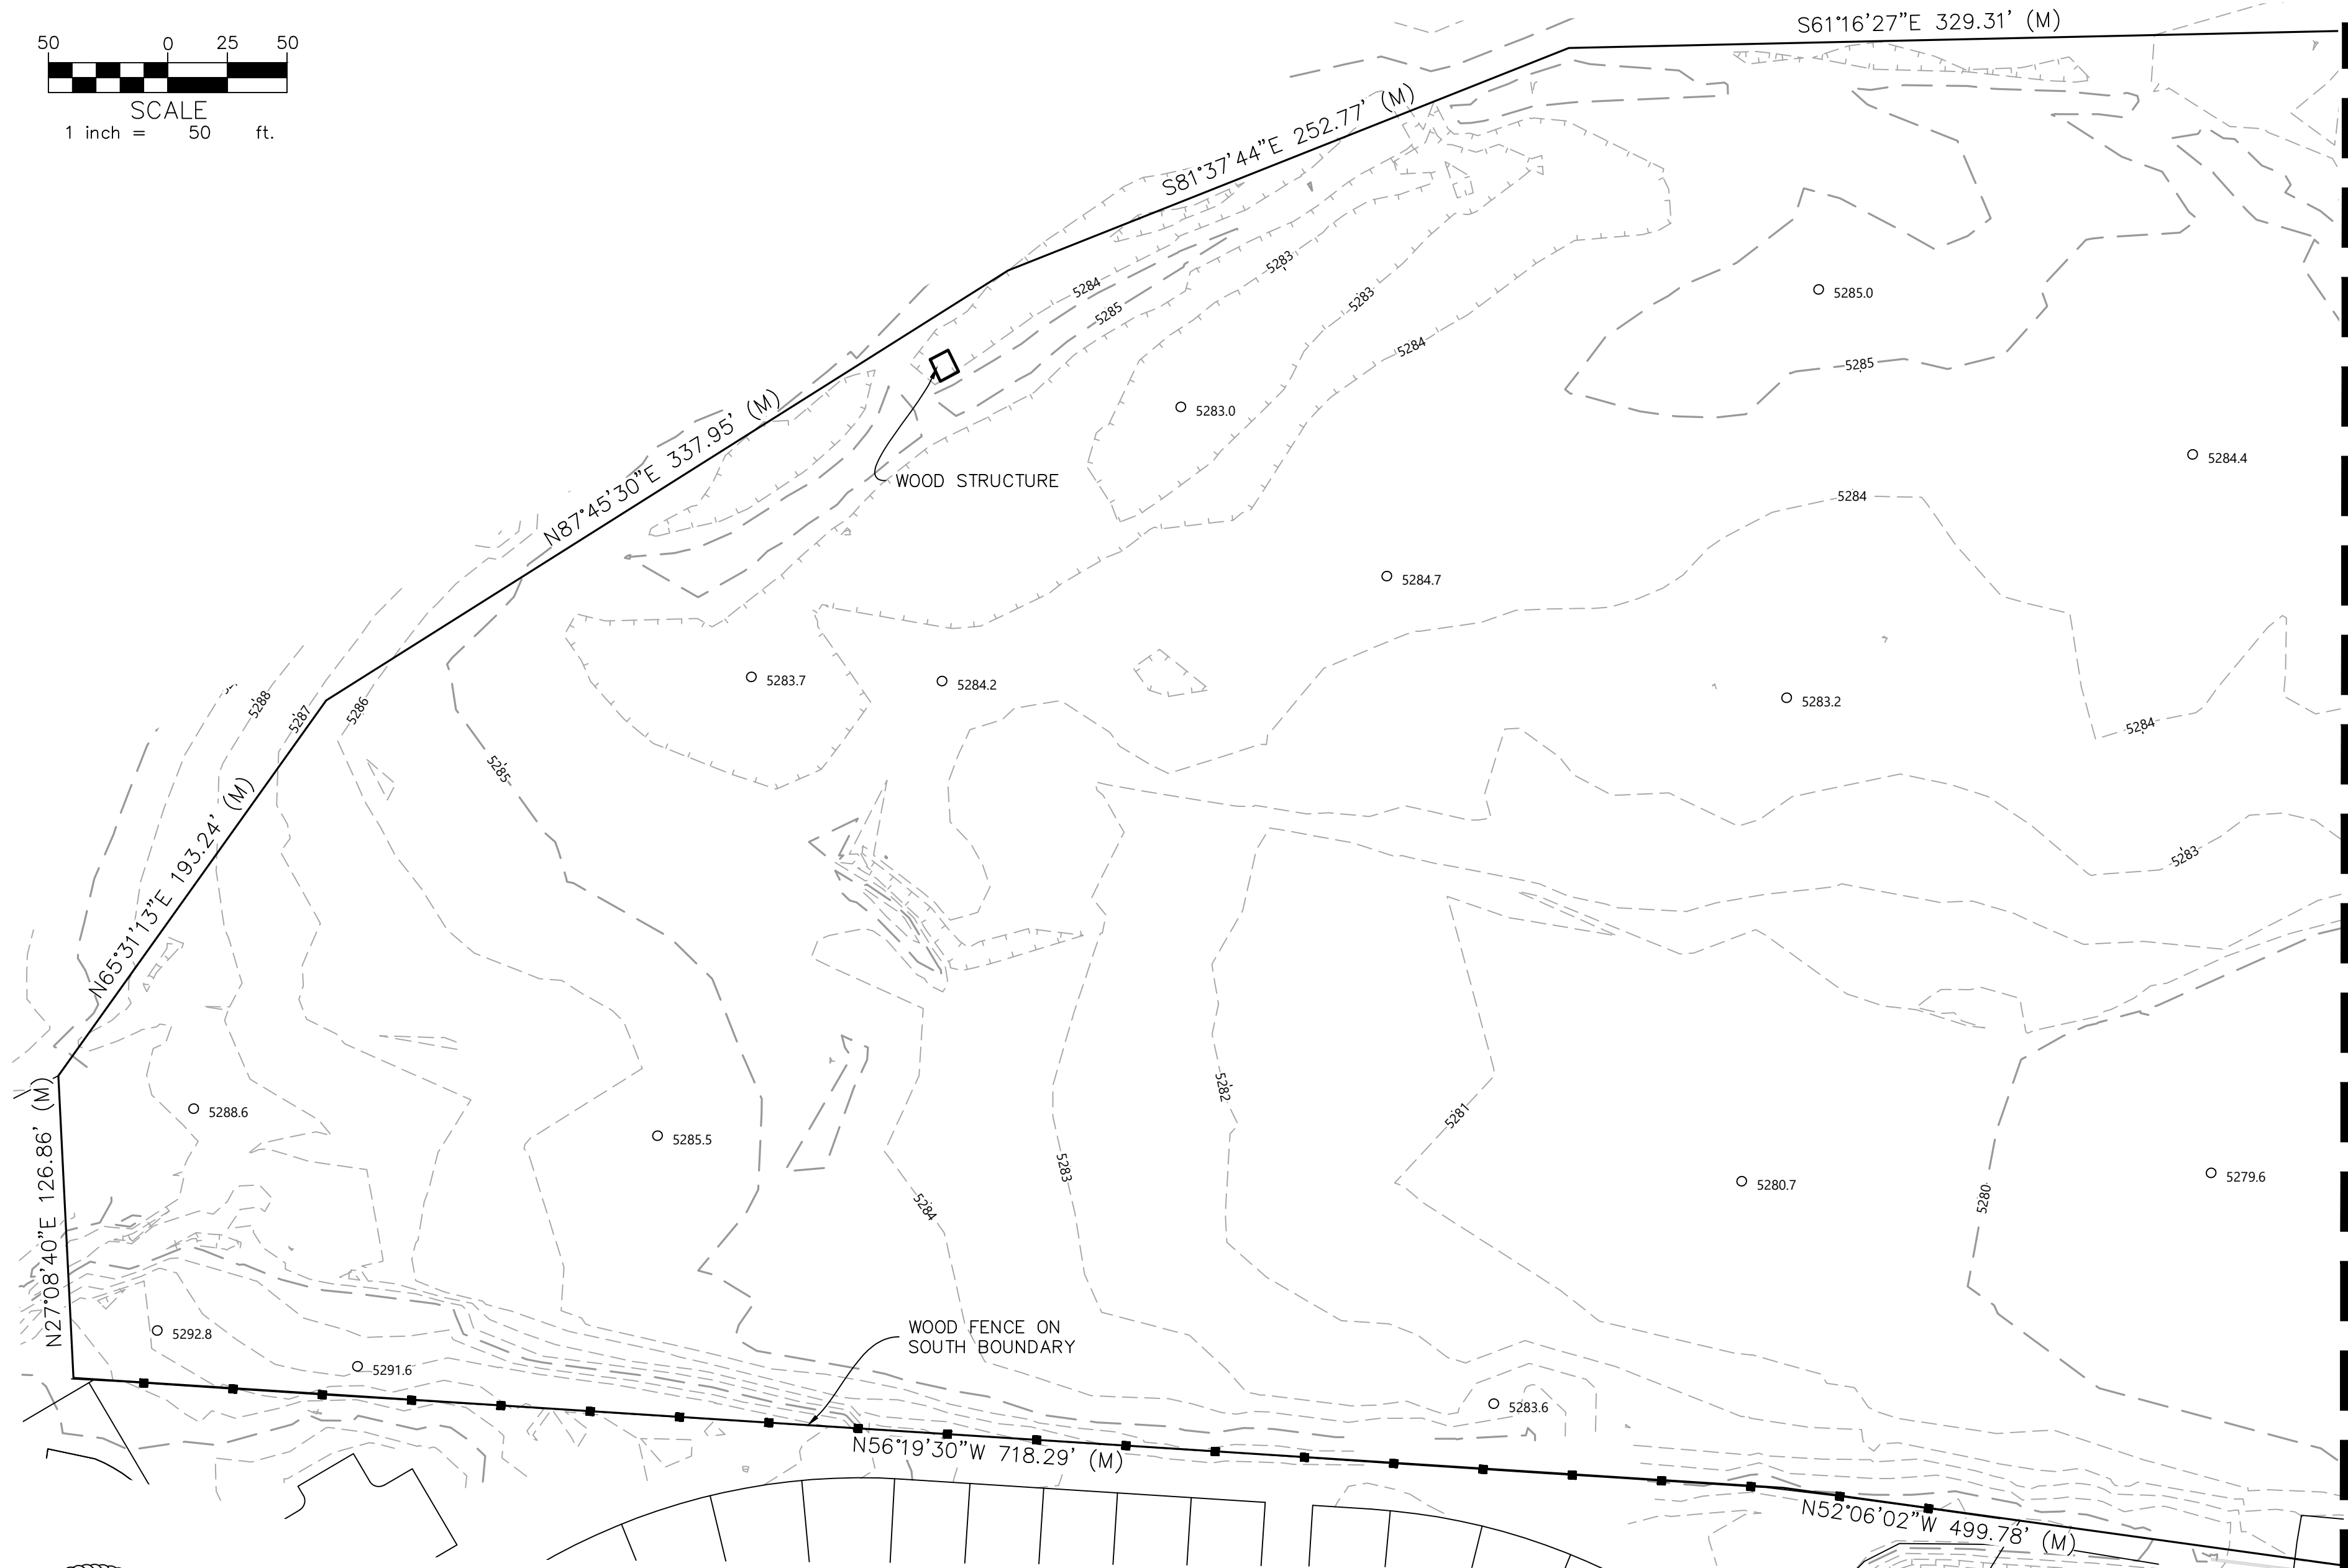 S61°16'27"E 329.31' (M)
50 0 25 50
SCALE
1 inch = 50 ft.
S81°37'44"E 252.77' (M)
5283
5284
5283
5285.0
5285
5284
5285
5283.0
N87°45'30"E 337.95' (M)
5284.4
WOOD STRUCTURE
5284
5284.7
5283.7
5284.2
5283.2
5288
5287
5286
5284
5285
N65°31'13"E 193.24' (M)
5283
5282
5281
5288.6
5285.5
N27°08'40"E 126.86' (M)
5283
5280.7
5279.6
5284
5280
5292.8
WOOD FENCE ON
SOUTH BOUNDARY
5291.6
5283.6
N56°19'30"W 718.29' (M)
N52°06'02"W 499.78' (M)